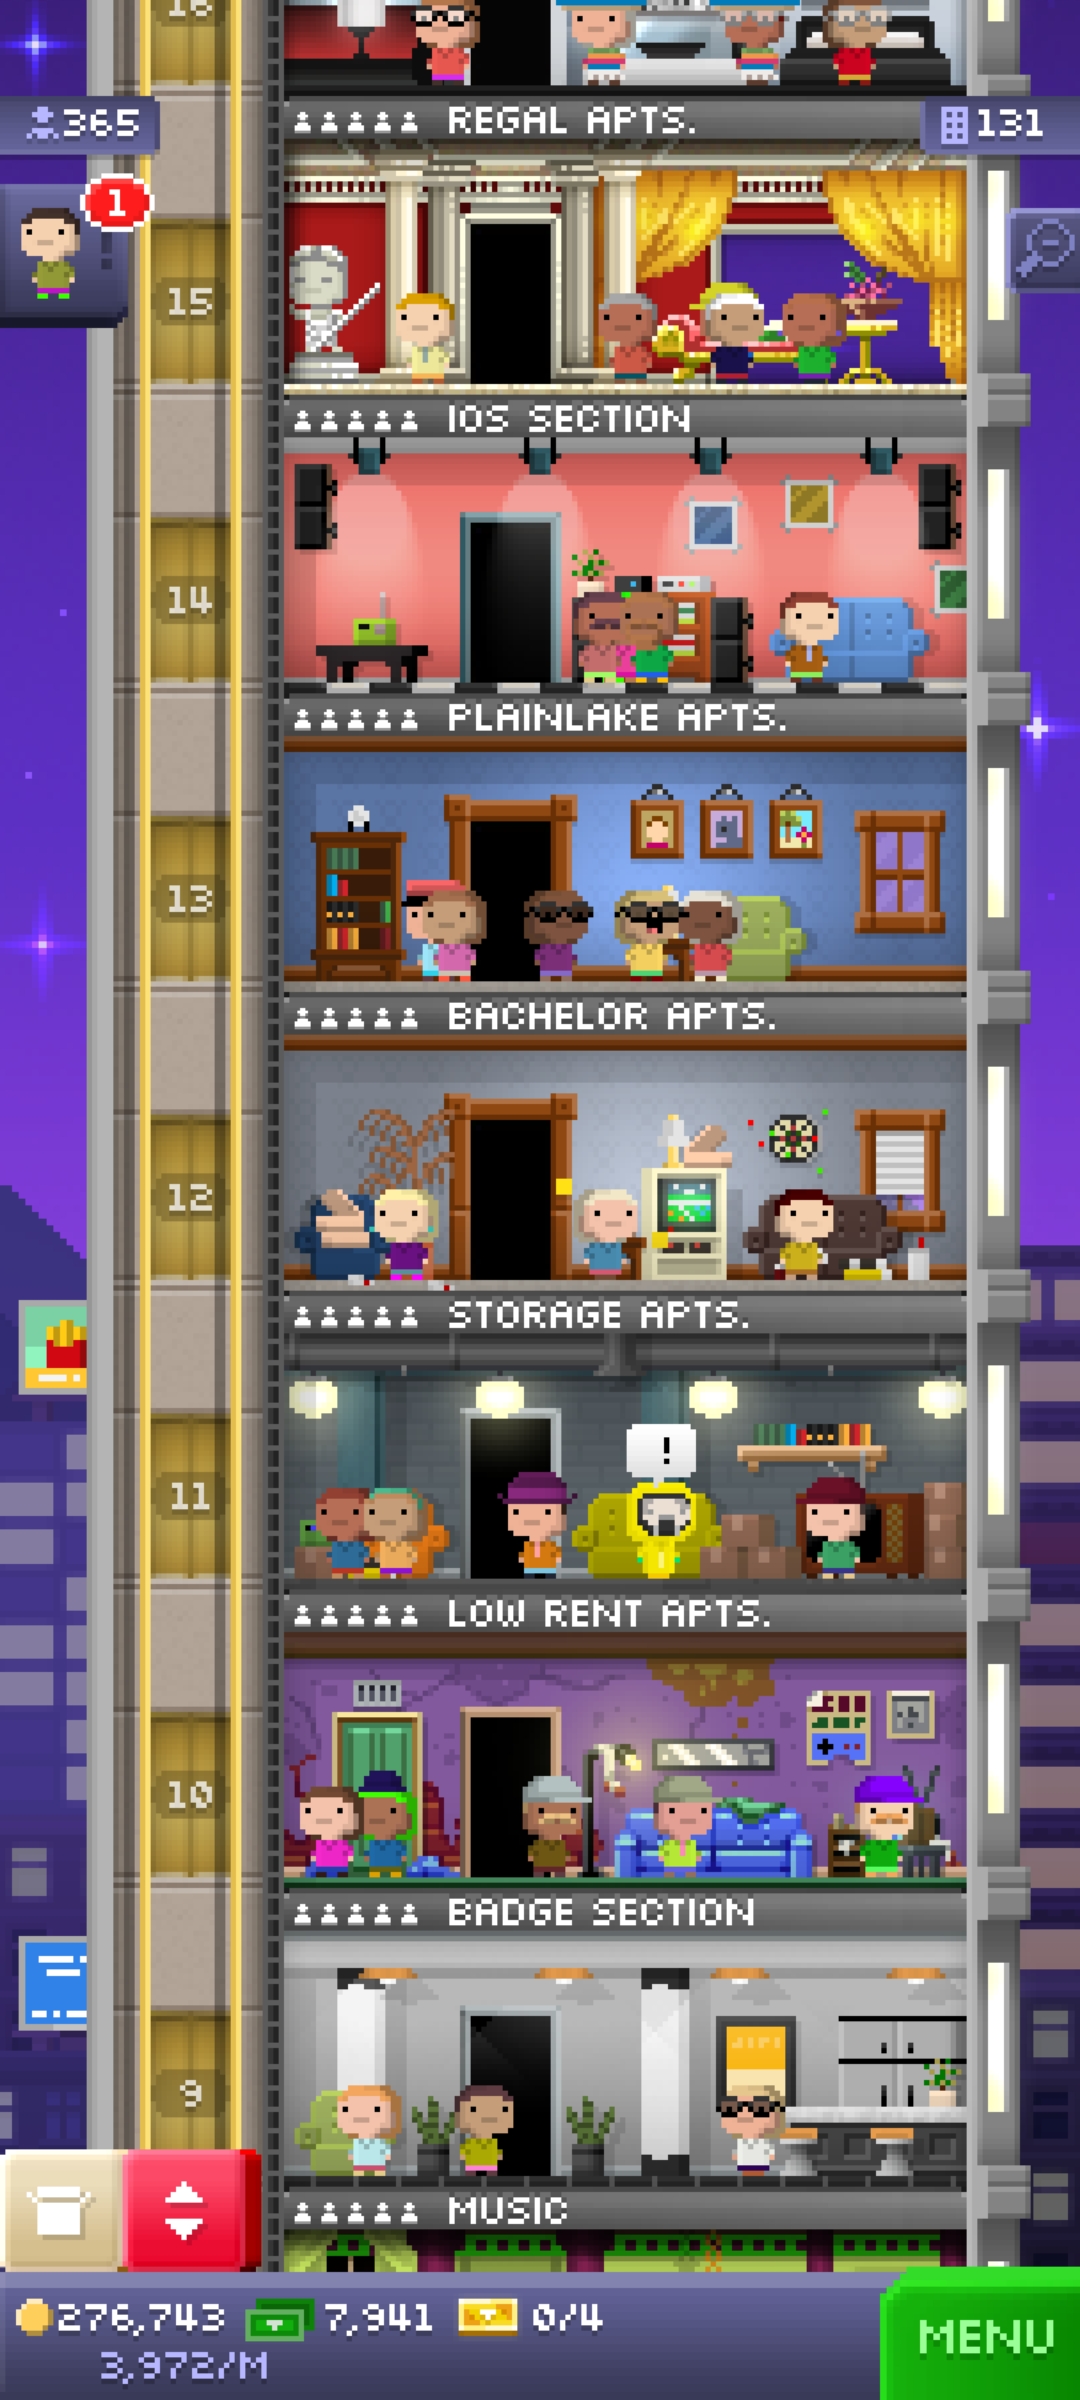 16
365
REGAL APTS.
131
1
15
IOS SECTION
14
PLAINLAKE APTS.
13
BACHELOR APTS.
12
STORAGE APTS.
!
11
LOW RENT APTS.
10
BADGE SECTION
9
MUSIC
276,743 7,941 0/4
3,972/M
MENU